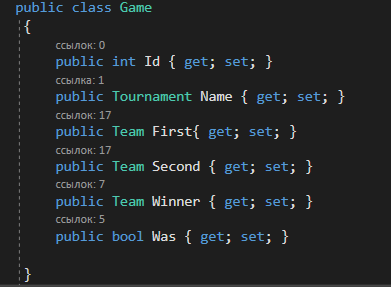 public class Game
{
ссылок: 0
public int Id { get; set; }
ссылка: 1
public Tournament Name { get; set; }
ссылок: 17
public Team First{ get; set; }
ссылок: 17
public Team Second { get; set; }
ссылок: 7
public Team Winner { get; set; }
ссылок: 5
public bool Was { get; set; }
}